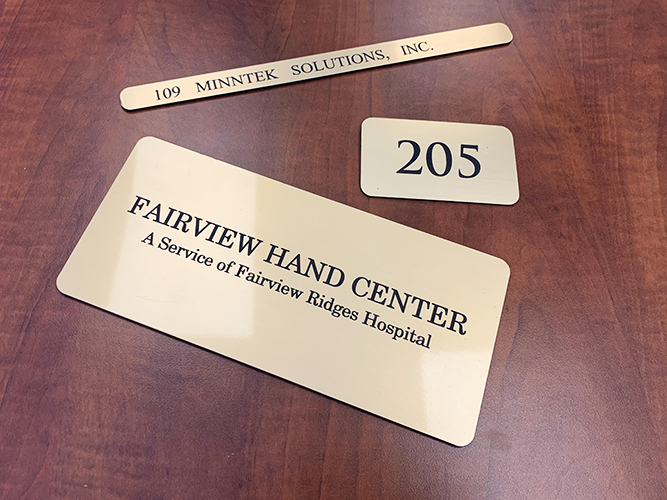 109 MINNTEK SOLUTIONS, INC.
205
FAIRVIEW HAND CENTER
A Service of Fairview Ridges Hospital